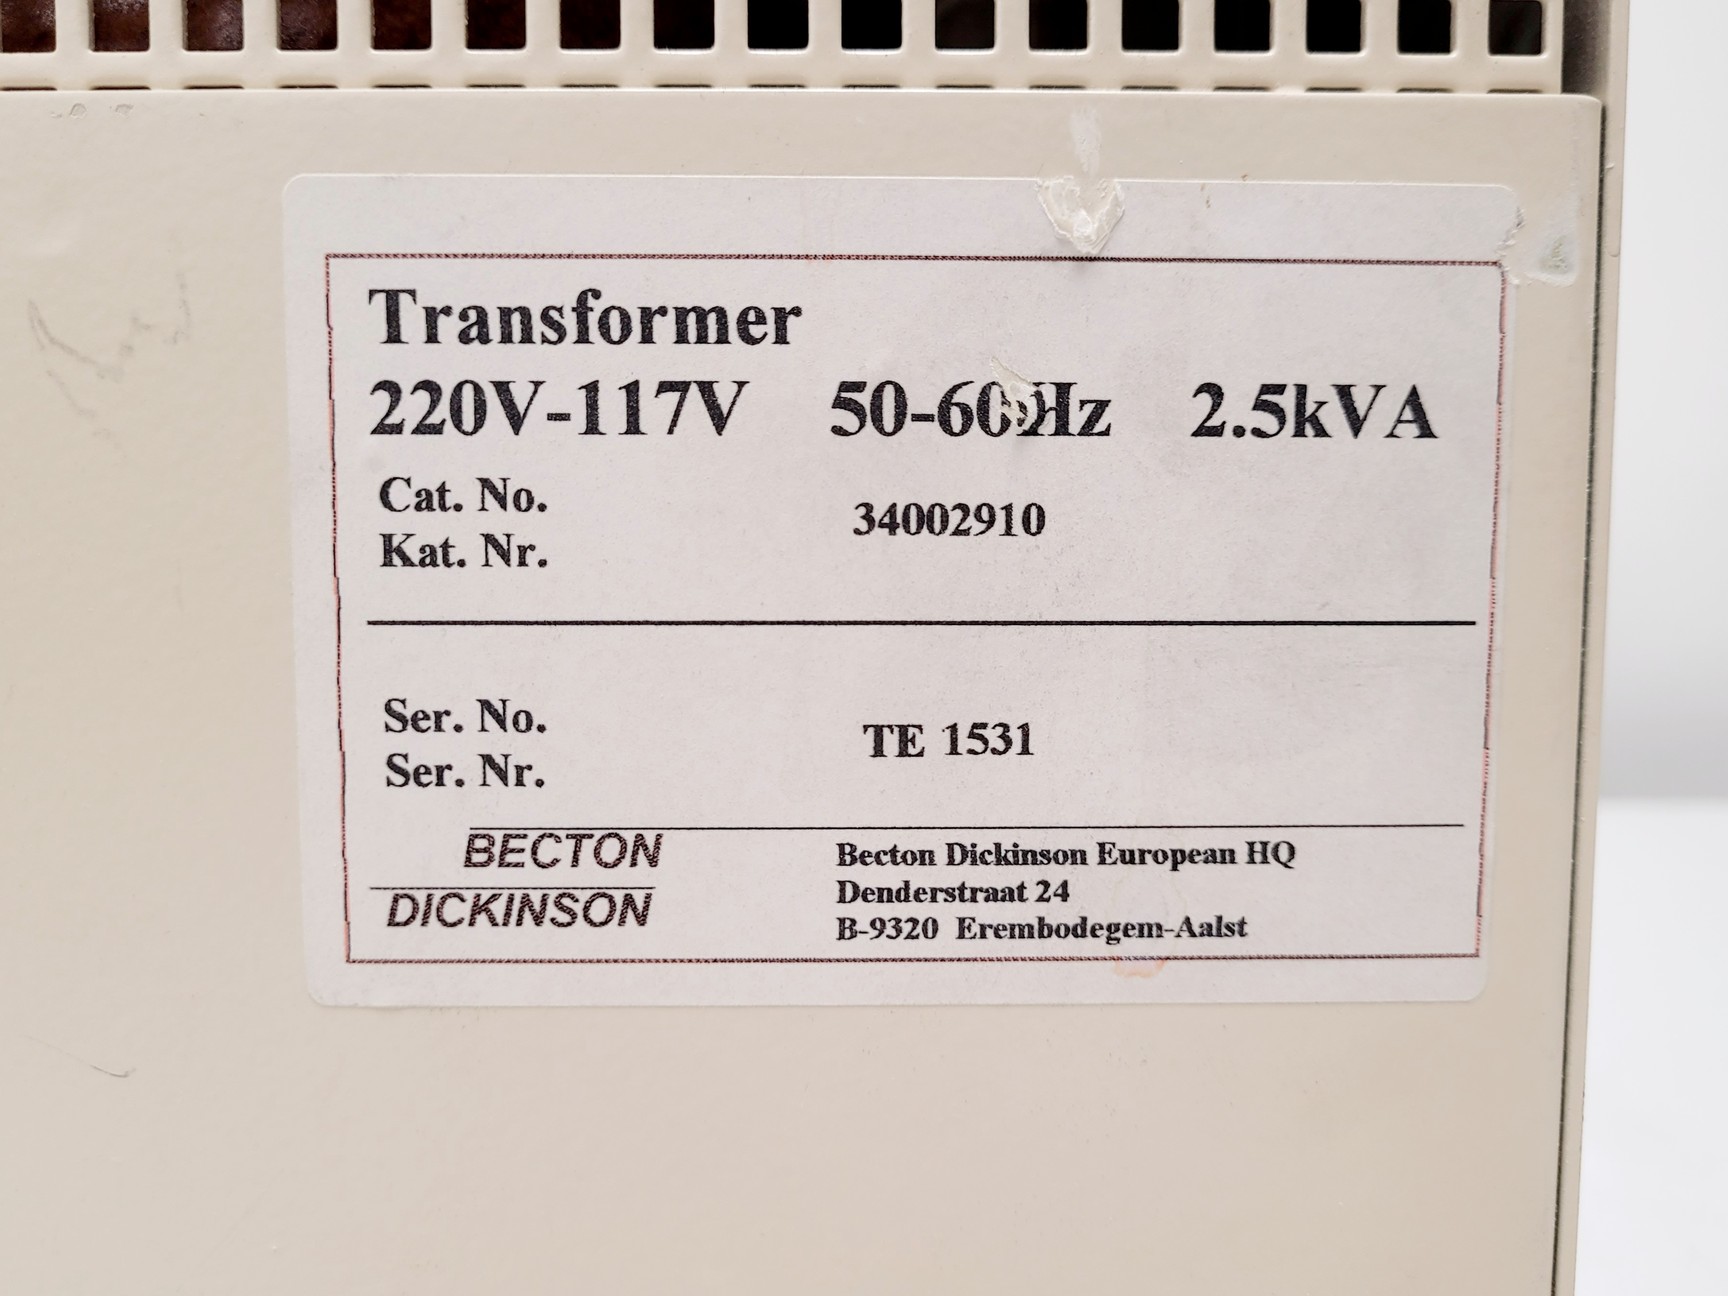 Transformer
220V-117V 50-60Hz 2.5kVA
Cat. No.
Kat. Nr.
34002910
Ser. No.
Ser. Nr.
TE 1531
BECTON
DICKINSON
Becton Dickinson European HQ
Denderstraat 24
B-9320 Erembodegem-Aalst